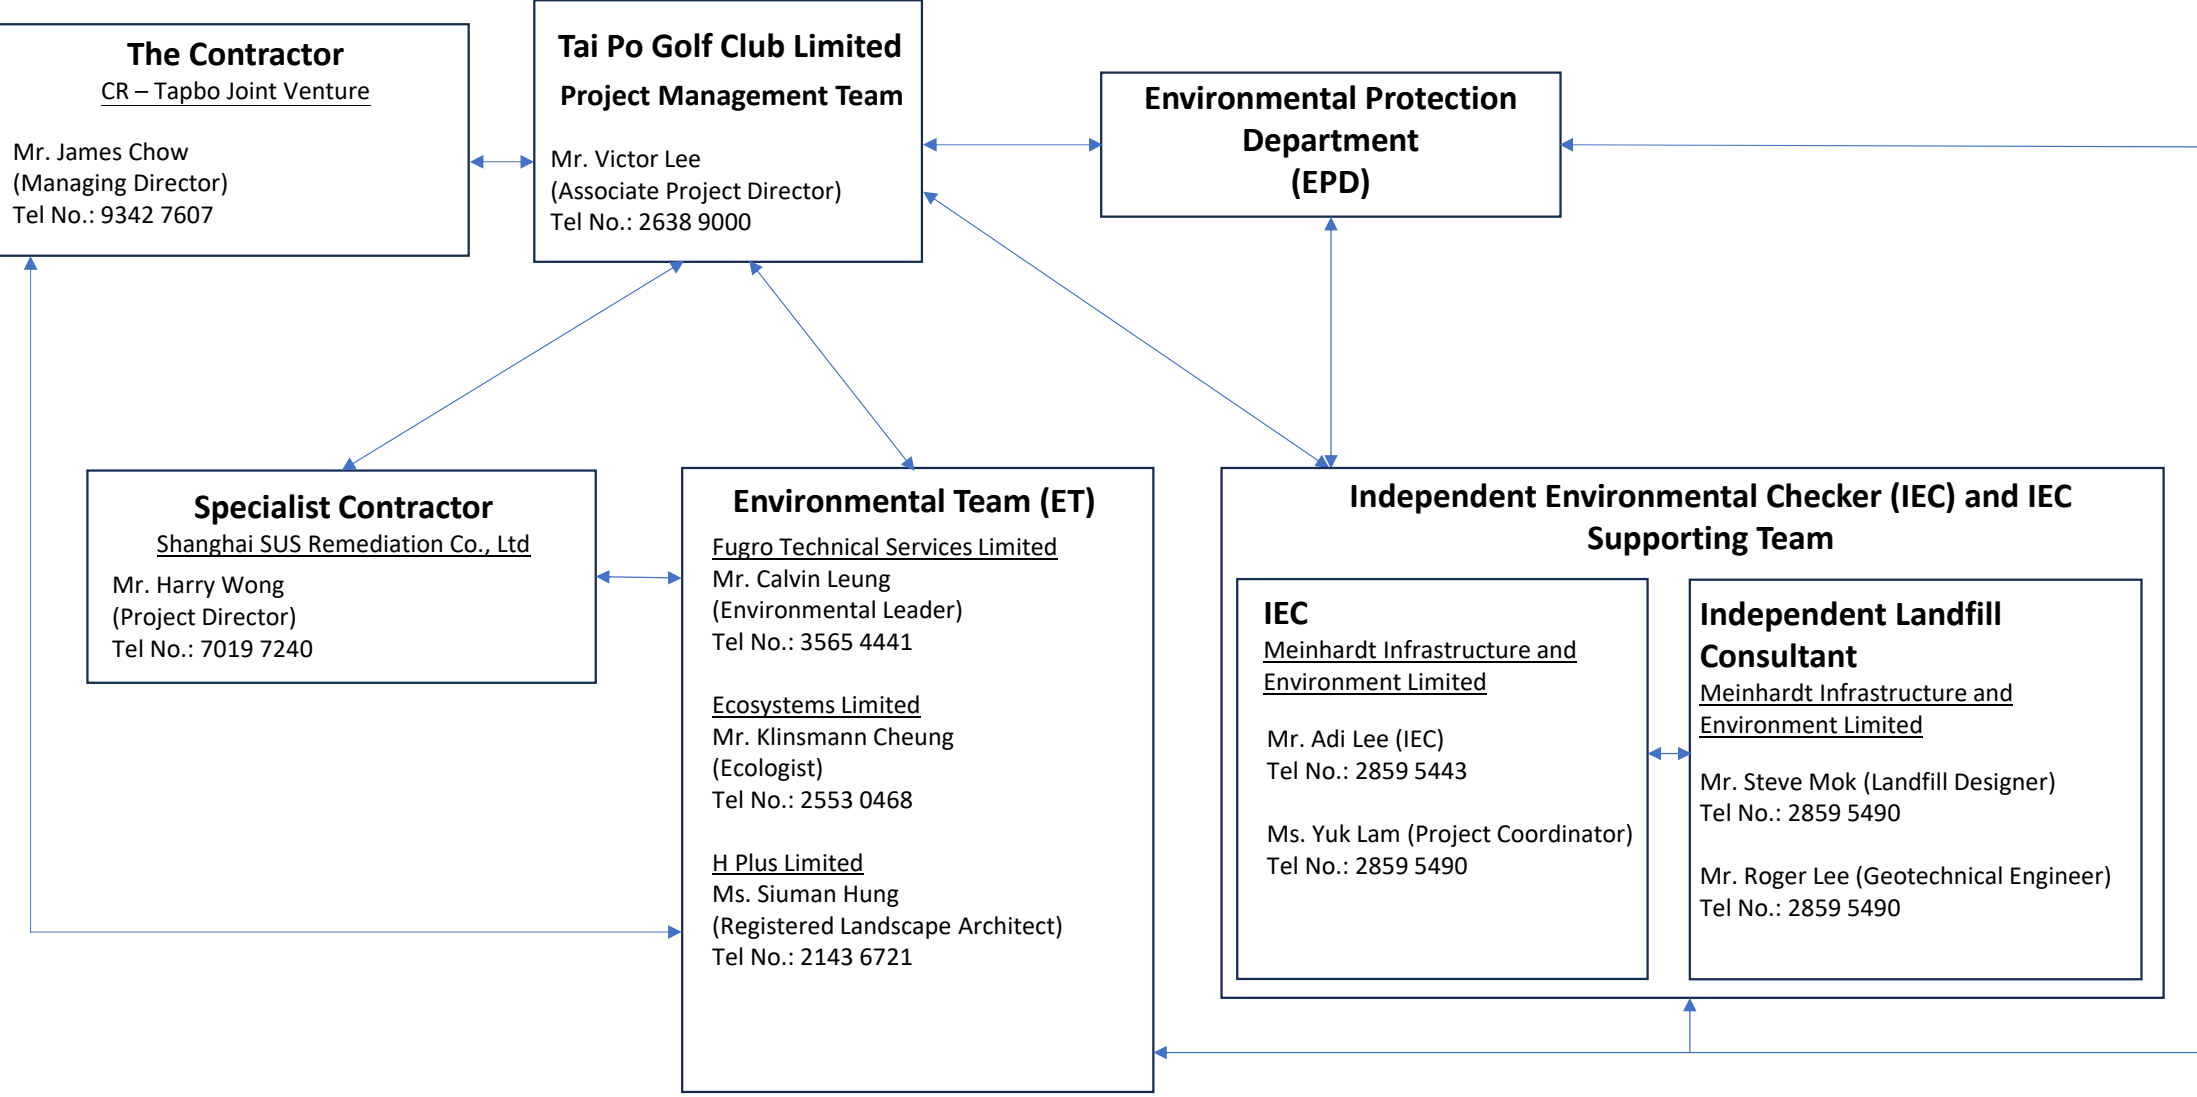 The Contractor
CR – Tapbo Joint Venture
Mr. James Chow
(Managing Director)
Tel No.: 9342 7607
Tai Po Golf Club Limited
Project Management Team
Mr. Victor Lee
(Associate Project Director)
Tel No.: 2638 9000
Environmental Protection
Department
(EPD)
Specialist Contractor
Shanghai SUS Remediation Co., Ltd
Mr. Harry Wong
(Project Director)
Tel No.: 7019 7240
Environmental Team (ET)
Fugro Technical Services Limited
Mr. Calvin Leung
(Environmental Leader)
Tel No.: 3565 4441
Ecosystems Limited
Mr. Klinsmann Cheung
(Ecologist)
Tel No.: 2553 0468
H Plus Limited
Ms. Siuman Hung
(Registered Landscape Architect)
Tel No.: 2143 6721
Independent Environmental Checker (IEC) and IEC
Supporting Team
IEC
Meinhardt Infrastructure and
Environment Limited
Mr. Adi Lee (IEC)
Tel No.: 2859 5443
Ms. Yuk Lam (Project Coordinator)
Tel No.: 2859 5490
Independent Landfill
Consultant
Meinhardt Infrastructure and
Environment Limited
Mr. Steve Mok (Landfill Designer)
Tel No.: 2859 5490
Mr. Roger Lee (Geotechnical Engineer)
Tel No.: 2859 5490